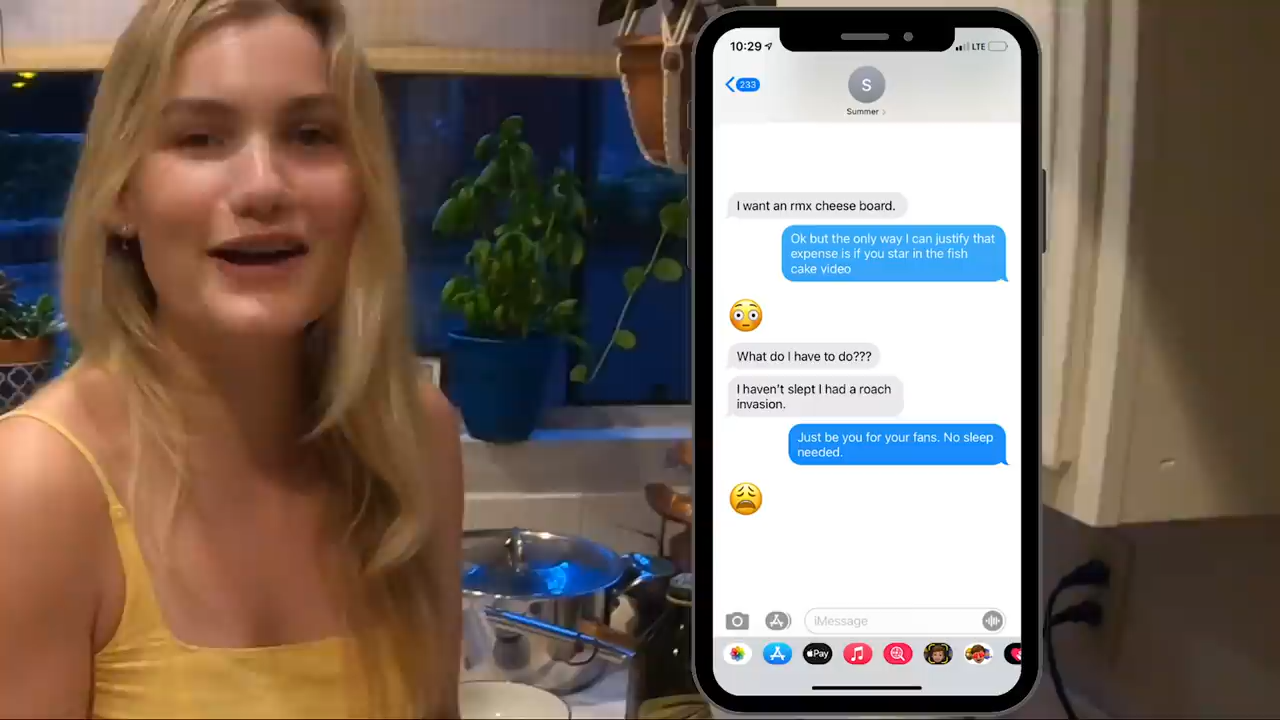 10:29
LTE
233
S
Summer
I want an rmx cheese board.
Ok but the only way I can justify that
expense is if you star in the fish
cake video
What do I have to do???
I haven't slept I had a roach
invasion.
Just be you for your fans. No sleep
needed.
iMessage
Pay